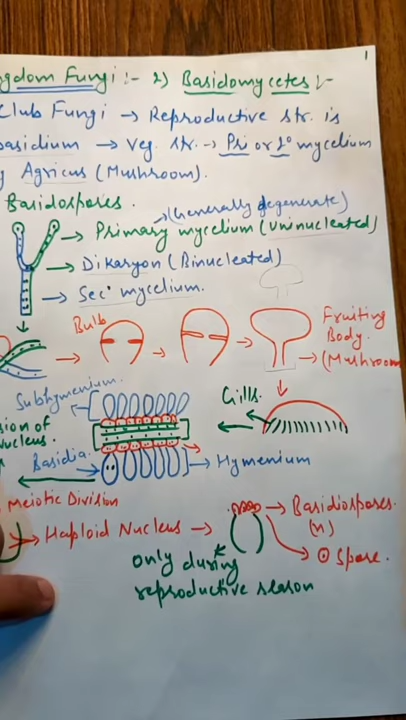 1
gdom Fungi :- 2) Basidomycetes :-
Club Fungi → Reproductive str. is
basidium → Veg str. → Pri or 2° mycelium
Agricus (Mushroom).
Basidospores.
→ (Generally degenerate)
→ Primary mycelium (Uninucleated)
→ Dikaryon (Binucleated)
→ Sec. mycelium.
Bulb
Fruiting
Body.
→ (Mushroom
Subhymenium.
Gills.
sion of
Nucleus.
Basidia.
→ Hymenium
Meiotic Division
→ Haploid Nucleus →
→ Basidiospores.
(n)
Spore.
only during
reproductive season